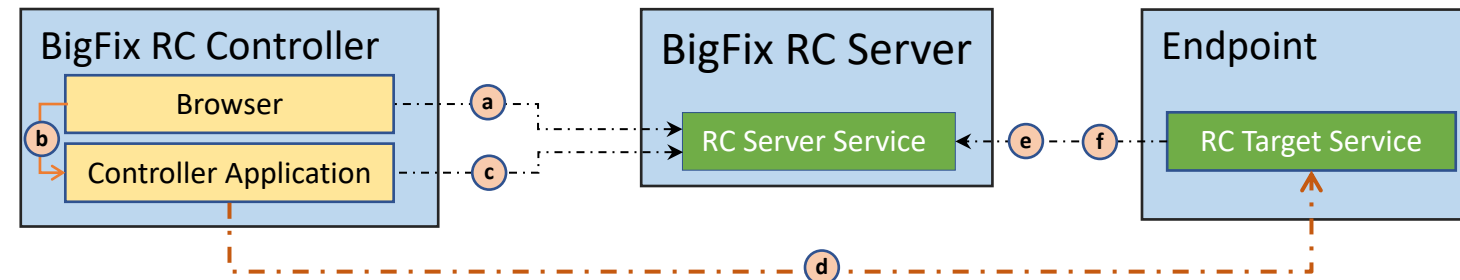 BigFix RC Controller
Browser
Controller Application
a
b
c
BigFix RC Server
RC Server Service
e
f
Endpoint
RC Target Service
d